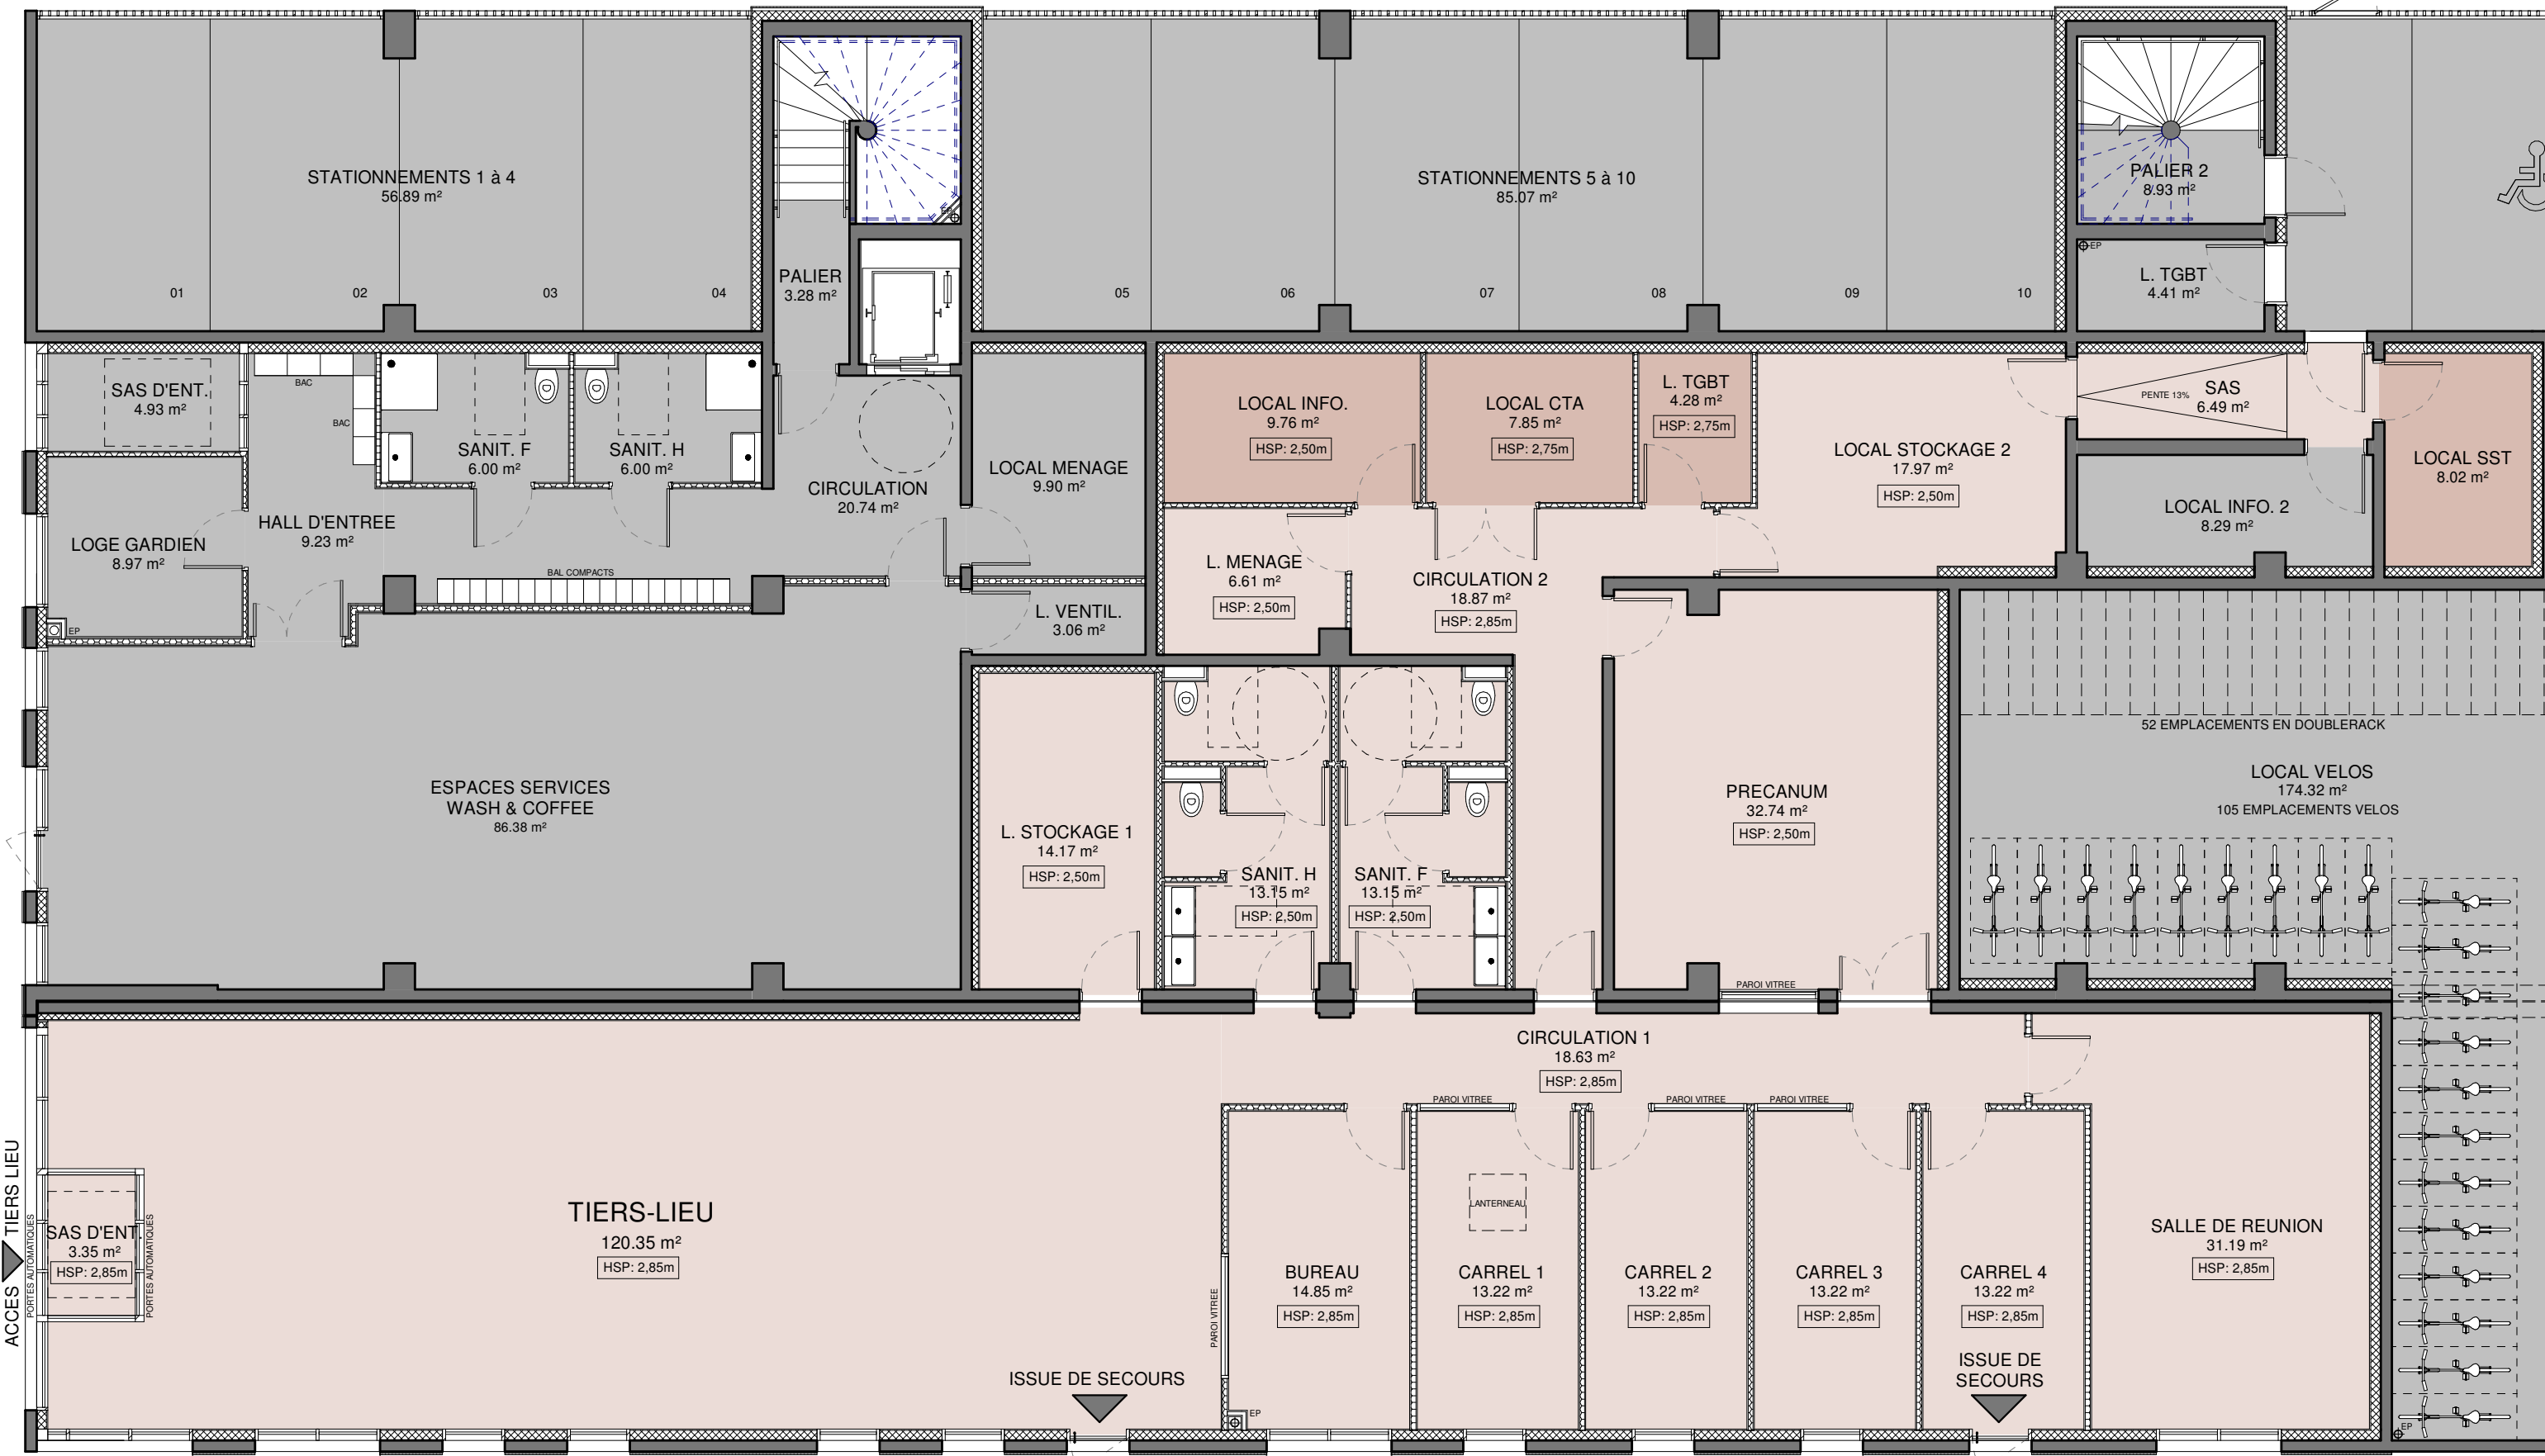 STATIONNEMENTS 1 à 4
56.89 m²
01
02
03
04
PALIER
3.28 m²
EP
STATIONNEMENTS 5 à 10
85.07 m²
05
06
07
08
09
10
PALIER 2
8.93 m²
EP
L. TGBT
4.41 m²
SAS D'ENT.
4.93 m²
BAC
BAC
SANIT. F
6.00 m²
SANIT. H
6.00 m²
CIRCULATION
20.74 m²
LOCAL MENAGE
9.90 m²
HALL D'ENTREE
9.23 m²
LOGE GARDIEN
8.97 m²
EP
BAL COMPACTS
L. VENTIL.
3.06 m²
LOCAL INFO.
9.76 m²
HSP: 2,50m
LOCAL CTA
7.85 m²
HSP: 2,75m
L. TGBT
4.28 m²
HSP: 2,75m
LOCAL STOCKAGE 2
17.97 m²
HSP: 2,50m
PENTE 13%
SAS
6.49 m²
LOCAL SST
8.02 m²
LOCAL INFO. 2
8.29 m²
L. MENAGE
6.61 m²
HSP: 2,50m
CIRCULATION 2
18.87 m²
HSP: 2,85m
ESPACES SERVICES
WASH & COFFEE
86.38 m²
L. STOCKAGE 1
14.17 m²
HSP: 2,50m
SANIT. H
13.15 m²
HSP: 2,50m
SANIT. F
13.15 m²
HSP: 2,50m
PRECANUM
32.74 m²
HSP: 2,50m
PAROI VITREE
52 EMPLACEMENTS EN DOUBLERACK
LOCAL VELOS
174.32 m²
105 EMPLACEMENTS VELOS
CIRCULATION 1
18.63 m²
HSP: 2,85m
PAROI VITREE
PAROI VITREE
PAROI VITREE
ACCES TIERS LIEU
PORTES AUTOMATIQUES
SAS D'ENT.
3.35 m²
HSP: 2,85m
PORTES AUTOMATIQUES
TIERS-LIEU
120.35 m²
HSP: 2,85m
ISSUE DE SECOURS
PAROI VITREE
BUREAU
14.85 m²
HSP: 2,85m
EP
LANTERNEAU
CARREL 1
13.22 m²
HSP: 2,85m
CARREL 2
13.22 m²
HSP: 2,85m
CARREL 3
13.22 m²
HSP: 2,85m
CARREL 4
13.22 m²
HSP: 2,85m
ISSUE DE
SECOURS
SALLE DE REUNION
31.19 m²
HSP: 2,85m
EP